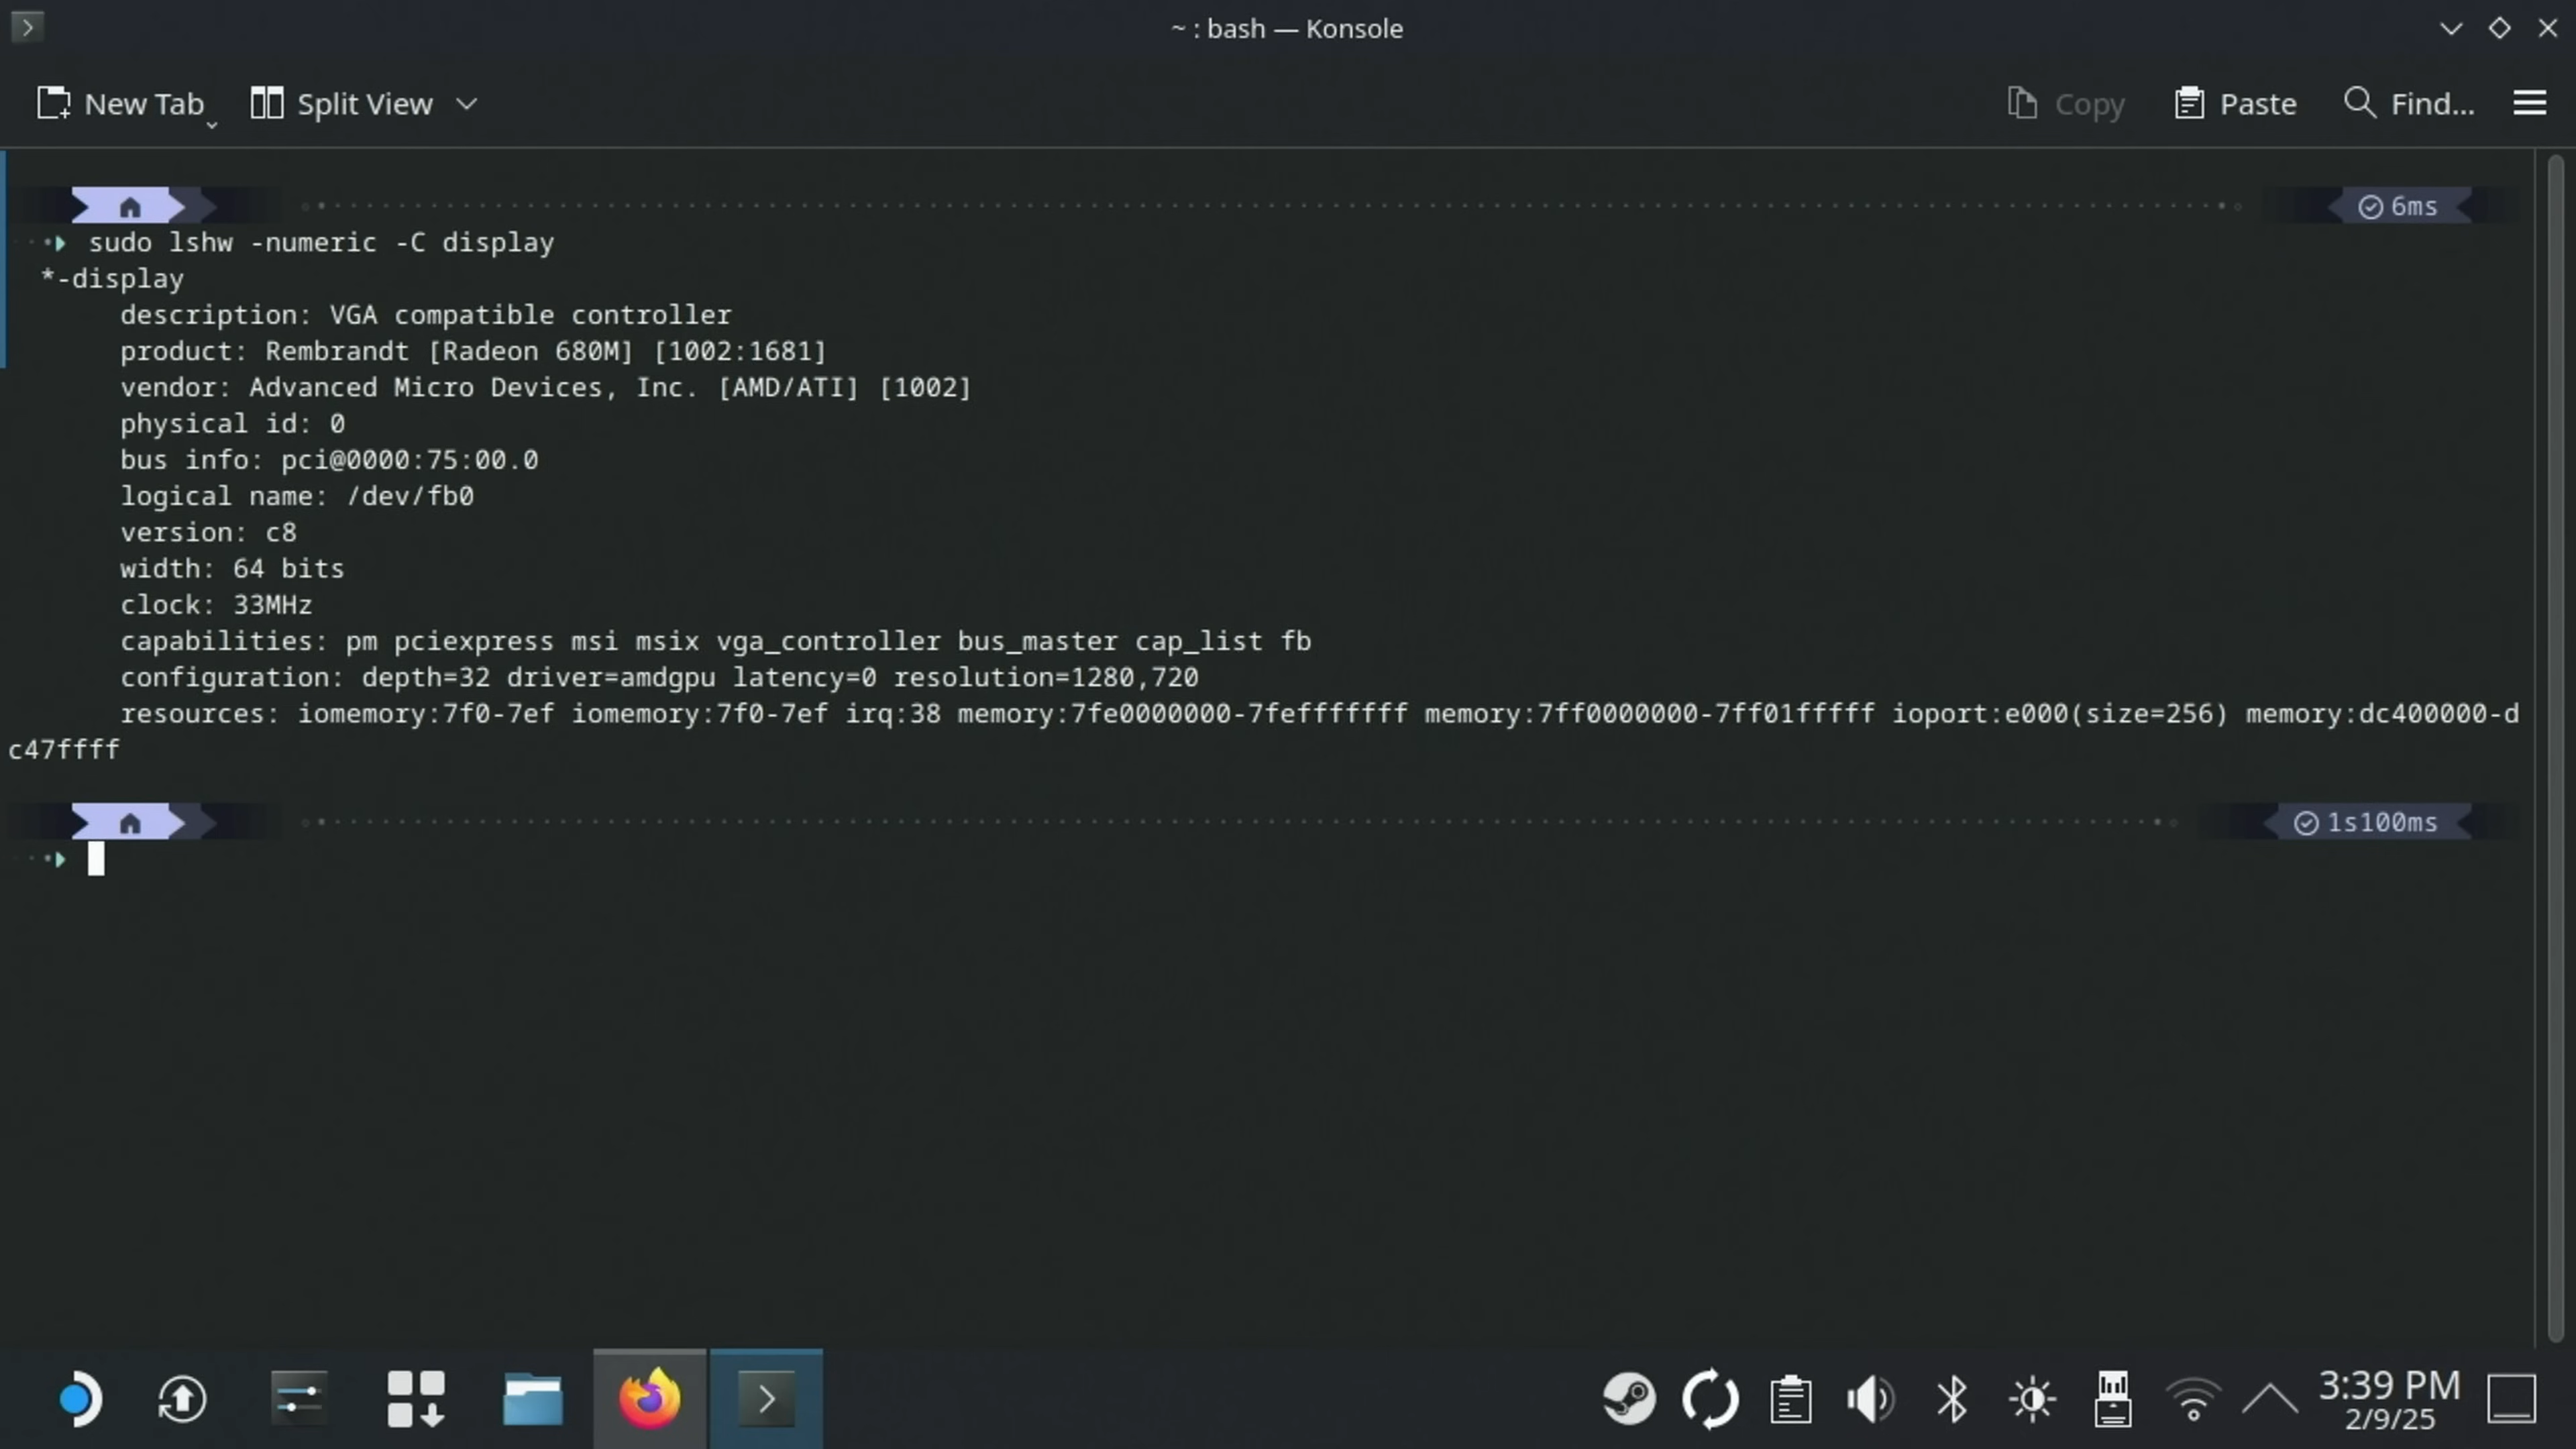 ~ : bash — Konsole
New Tab
Split View
Copy
Paste
Find...
6ms
sudo lshw -numeric -C display
*-display
description: VGA compatible controller
product: Rembrandt [Radeon 680M] [1002:1681]
vendor: Advanced Micro Devices, Inc. [AMD/ATI] [1002]
physical id: 0
bus info: pci@0000:75:00.0
logical name: /dev/fb0
version: c8
width: 64 bits
clock: 33MHz
capabilities: pm pciexpress msi msix vga_controller bus_master cap_list fb
configuration: depth=32 driver=amdgpu latency=0 resolution=1280,720
resources: iomemory:7f0-7ef iomemory:7f0-7ef irq:38 memory:7fe0000000-7fefffffff memory:7ff0000000-7ff01fffff ioport:e000(size=256) memory:dc400000-d
c47ffff
1s100ms
3:39 PM
2/9/25